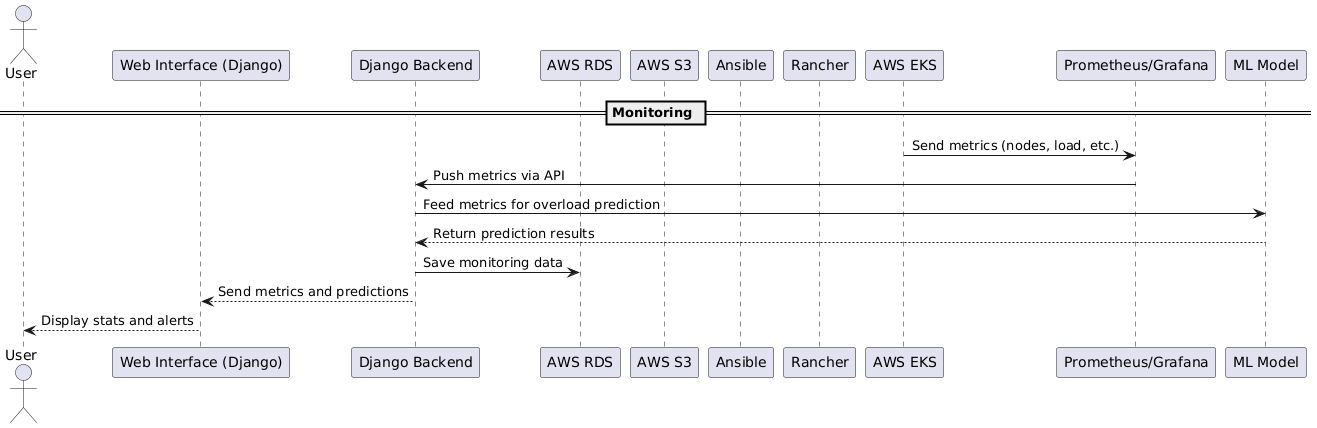 User
Web Interface (Django)
Django Backend
AWS RDS
AWS S3
Ansible
Rancher
AWS EKS
Prometheus/Grafana
ML Model
Monitoring
Send metrics (nodes, load, etc.)
Push metrics via API
Feed metrics for overload prediction
Return prediction results
Save monitoring data
Send metrics and predictions
Display stats and alerts
User
Web Interface (Django)
Django Backend
AWS RDS
AWS S3
Ansible
Rancher
AWS EKS
Prometheus/Grafana
ML Model